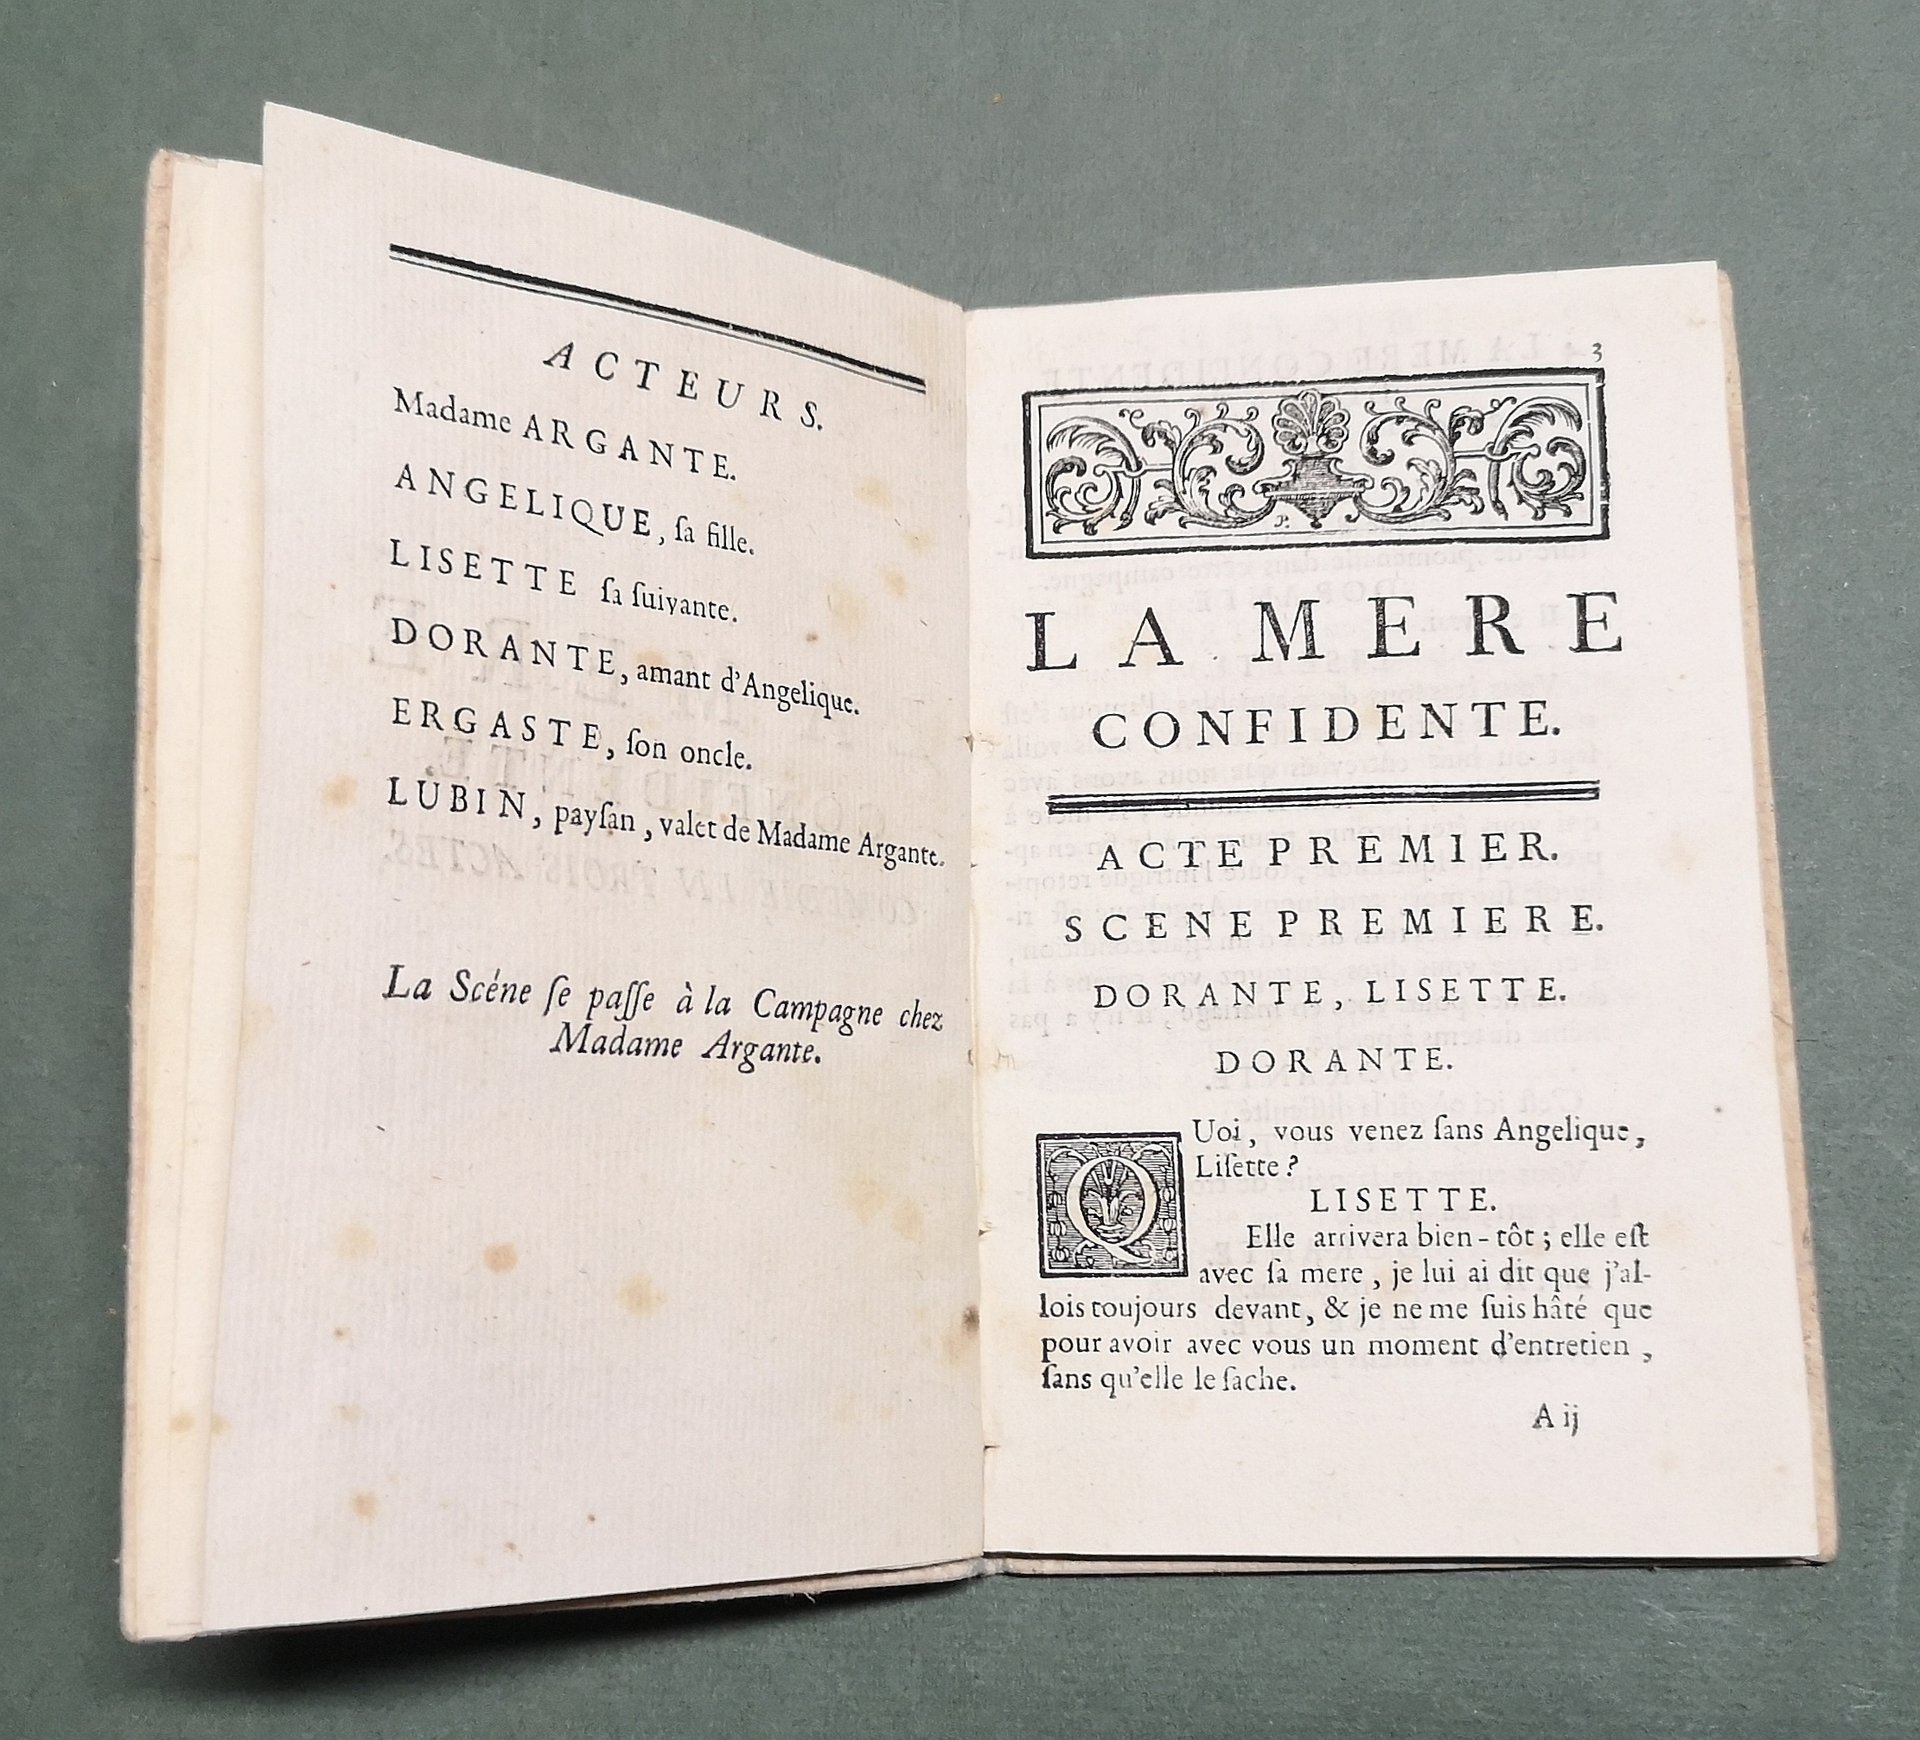 ACTEURS.
Madame ARGANTE.
ANGELIQUE, ſa fille.
LISETTE ſa ſuivante.
DORANTE, amant d'Angelique.
ERGASTE, ſon oncle.
LUBIN, payſan, valet de Madame Argante.
La Scéne ſe paſſe à la Campagne chez
Madame Argante.
3
LA MERE
CONFIDENTE.
ACTE PREMIER.
SCENE PREMIERE.
DORANTE, LISETTE.
DORANTE.
QUoi, vous venez ſans Angelique,
Liſette?
LISETTE.
Elle arrivera bien-tôt; elle eſt
avec ſa mere, je lui ai dit que j'al-
lois toujours devant, & je ne me ſuis hâté que
pour avoir avec vous un moment d'entretien,
ſans qu'elle le ſache.
A ij